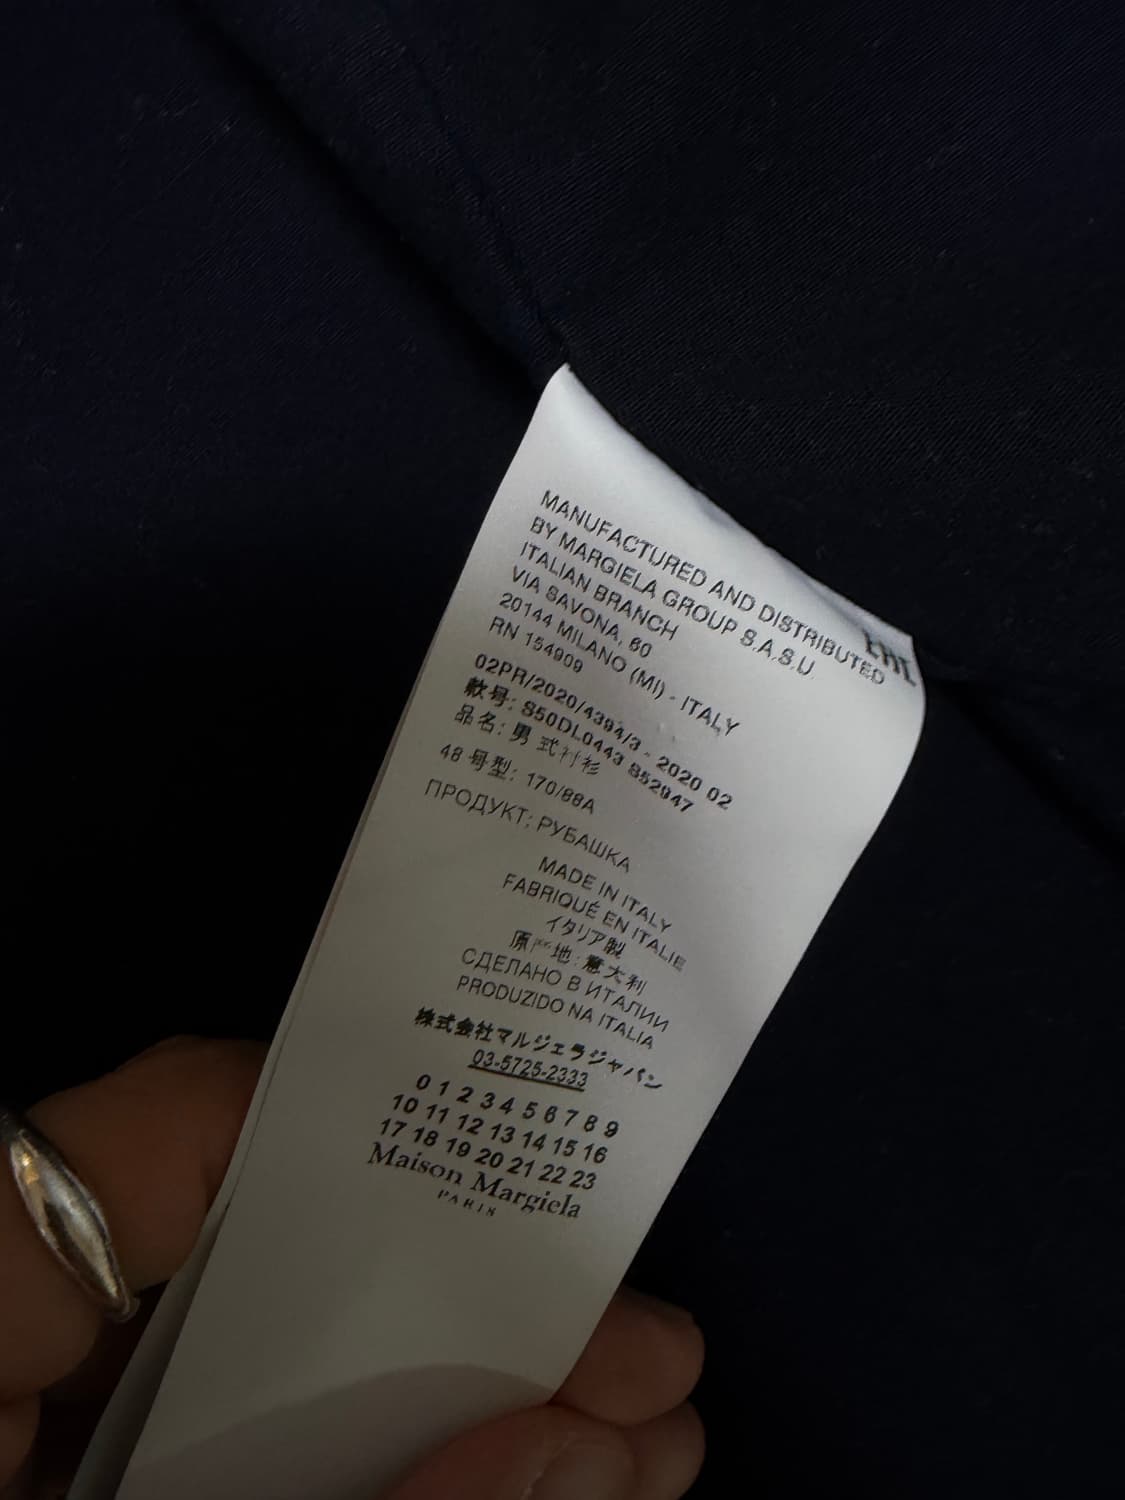 MANUFACTURED AND DISTRIBUTED
BY MARGIELA GROUP S.A.S.U.
ITALIAN BRANCH
VIA SAVONA, 60
20144 MILANO (MI) - ITALY
RN 154909
02PR/2020/4394/3 - 2020 02
款号: S50DL0443 S52947
品名: 男式衬衫
48 号型: 170/88A
ПРОДУКТ: РУБАШКА
MADE IN ITALY
FABRIQUÉ EN ITALIE
イタリア製
原产地: 意大利
СДЕЛАНО В ИТАЛИИ
PRODUZIDO NA ITALIA
株式会社マルジェラジャパン
03-5725-2333
0 1 2 3 4 5 6 7 8 9
10 11 12 13 14 15 16
17 18 19 20 21 22 23
Maison Margiela
PARIS